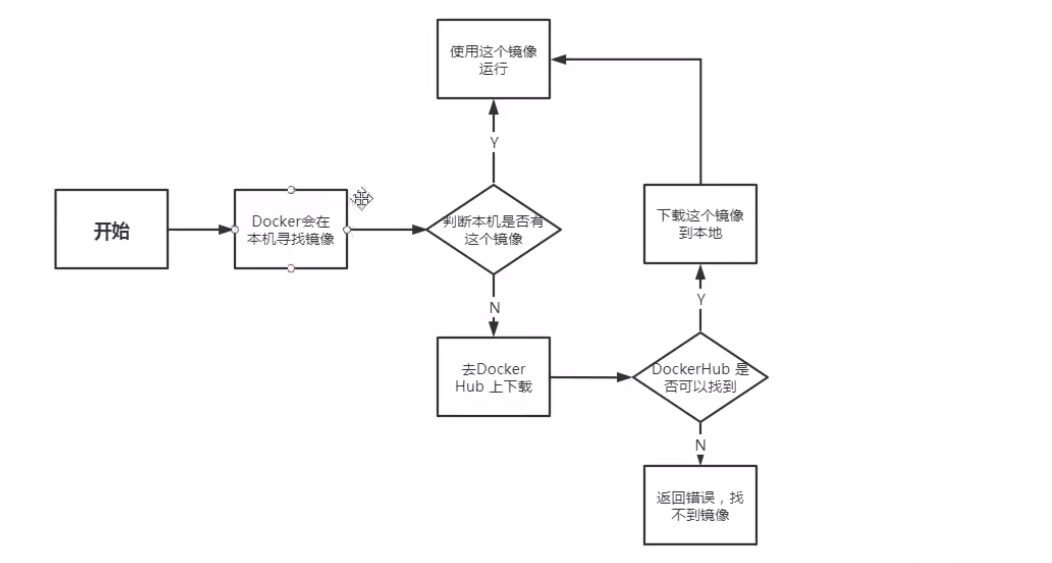 使用这个镜像
运行
Y
开始
Docker会在
本机寻找镜像
判断本机是否有
这个镜像
下载这个镜像
到本地
N
Y
去Docker
Hub 上下载
DockerHub 是
否可以找到
N
返回错误，找
不到镜像